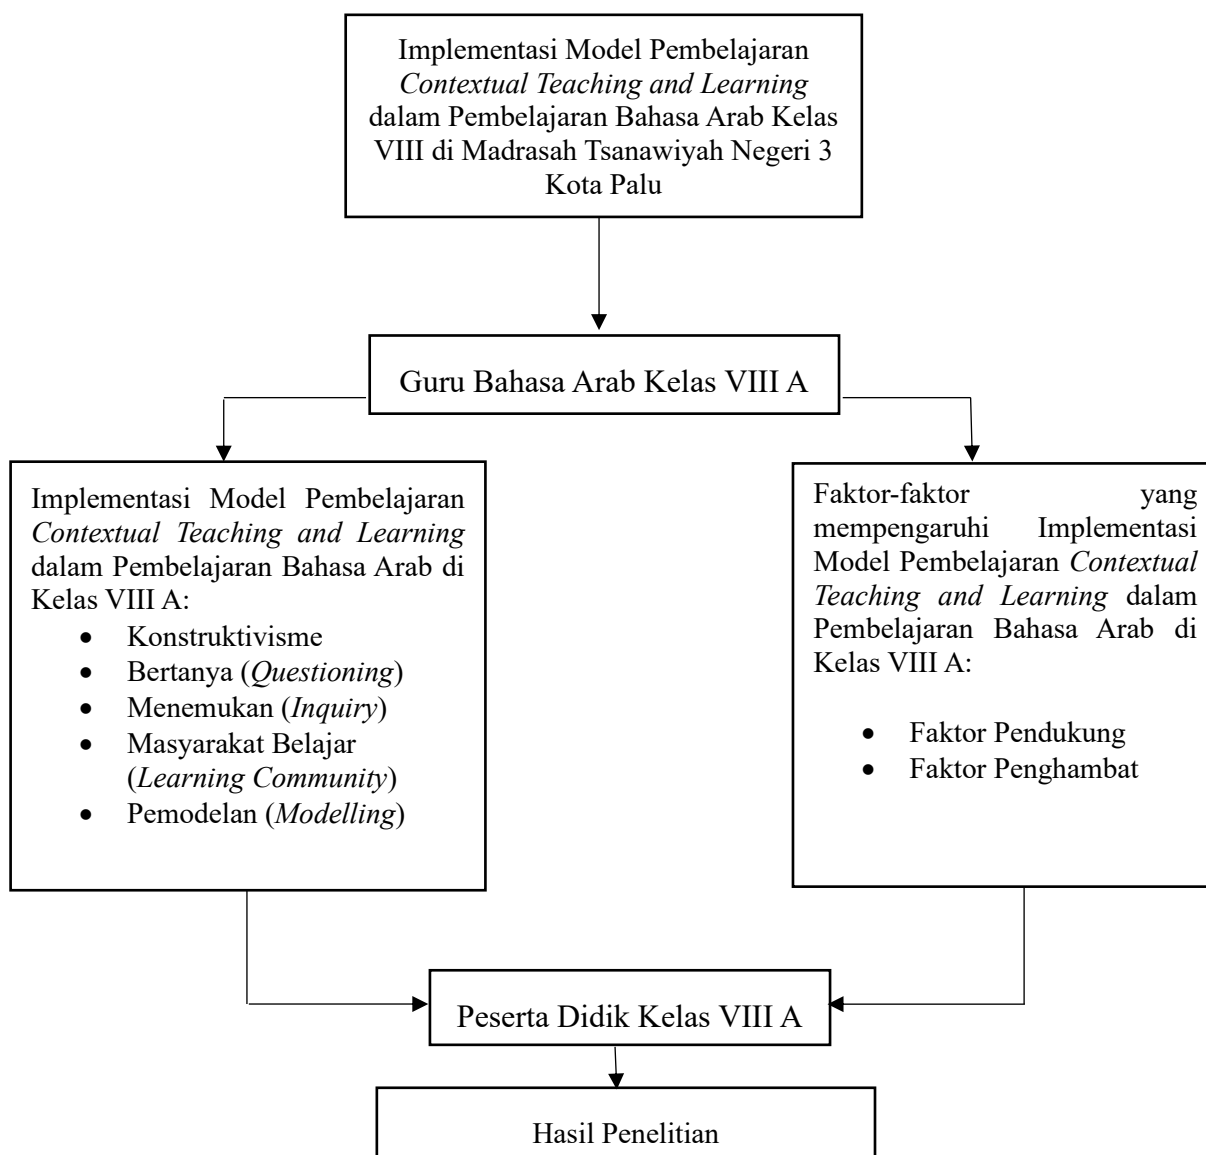 Implementasi Model Pembelajaran
Contextual Teaching and Learning
dalam Pembelajaran Bahasa Arab Kelas
VIII di Madrasah Tsanawiyah Negeri 3
Kota Palu
Guru Bahasa Arab Kelas VIII A
Implementasi Model Pembelajaran
Contextual Teaching and Learning
dalam Pembelajaran Bahasa Arab di
Kelas VIII A:
• Konstruktivisme
• Bertanya (Questioning)
• Menemukan (Inquiry)
• Masyarakat Belajar
(Learning Community)
• Pemodelan (Modelling)
Faktor-faktor yang
mempengaruhi Implementasi
Model Pembelajaran Contextual
Teaching and Learning dalam
Pembelajaran Bahasa Arab di
Kelas VIII A:
• Faktor Pendukung
• Faktor Penghambat
Peserta Didik Kelas VIII A
Hasil Penelitian